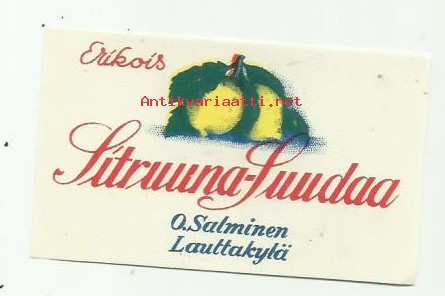 Erikois
Antikvariaatti.net
Sitruuna-Suudaa
O. Salminen
Lauttakylä